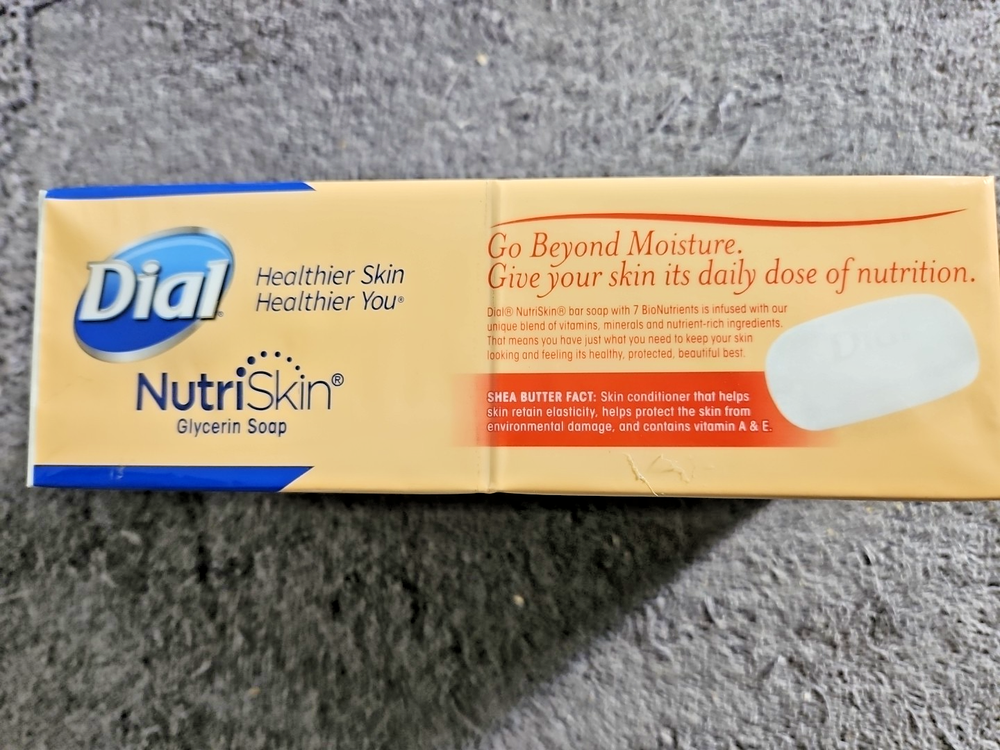 Dial
Healthier Skin
Healthier You®
NutriSkin®
Glycerin Soap
Go Beyond Moisture.
Give your skin its daily dose of nutrition.
Dial® NutriSkin® bar soap with 7 BioNutrients is infused with our
unique blend of vitamins, minerals and nutrient-rich ingredients.
That means you have just what you need to keep your skin
looking and feeling its healthy, protected, beautiful best.
SHEA BUTTER FACT: Skin conditioner that helps
skin retain elasticity, helps protect the skin from
environmental damage, and contains vitamin A & E.
Dial